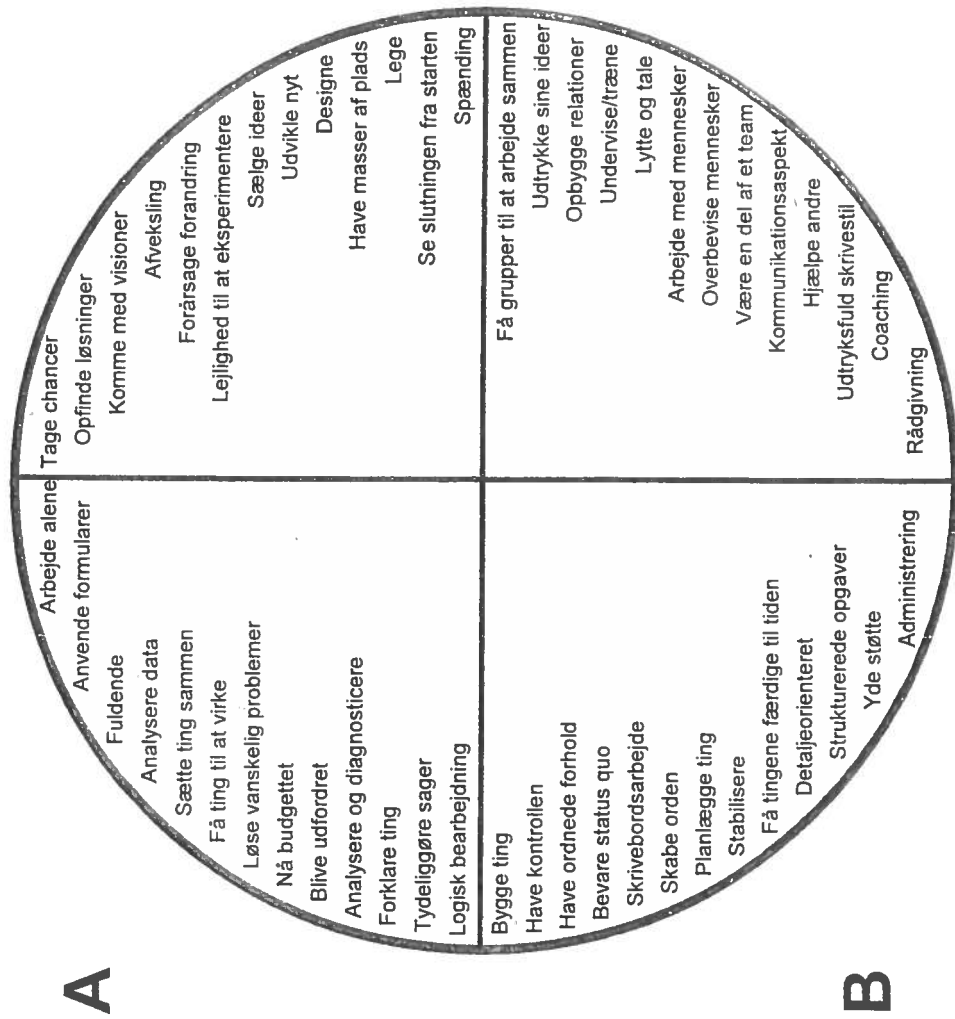 A
Arbejde alene
Anvende formularer
Fuldende
Analysere data
Sætte ting sammen
Få ting til at virke
Løse vanskelig problemer
Nå budgettet
Blive udfordret
Analysere og diagnosticere
Forklare ting
Tydeliggøre sager
Logisk bearbejdning
Tage chancer
Opfinde løsninger
Komme med visioner
Afveksling
Forårsage forandring
Lejlighed til at eksperimentere
Sælge ideer
Udvikle nyt
Designe
Have masser af plads
Lege
Se slutningen fra starten
Spænding
B
Bygge ting
Have kontrollen
Have ordnede forhold
Bevare status quo
Skrivebordsarbejde
Skabe orden
Planlægge ting
Stabilisere
Få tingene færdige til tiden
Detaljeorienteret
Strukturerede opgaver
Yde støtte
Administrering
Få grupper til at arbejde sammen
Udtrykke sine ideer
Opbygge relationer
Undervise/træne
Lytte og tale
Arbejde med mennesker
Overbevise mennesker
Være en del af et team
Kommunikationsaspekt
Hjælpe andre
Udtryksfuld skrivestil
Coaching
Rådgivning